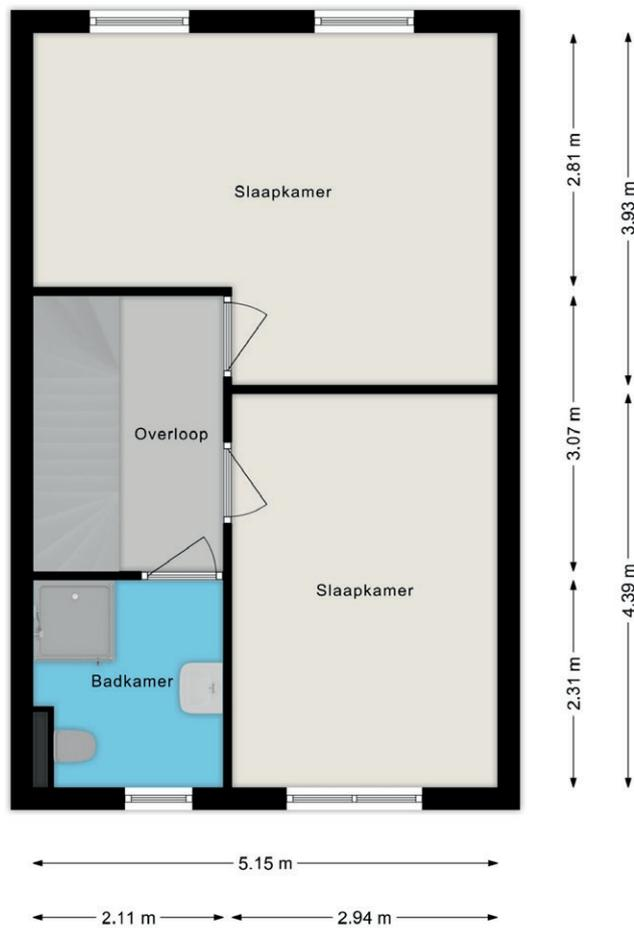 Slaapkamer
2.81 m
3.93 m
Overloop
3.07 m
Slaapkamer
4.39 m
Badkamer
2.31 m
5.15 m
2.11 m
2.94 m